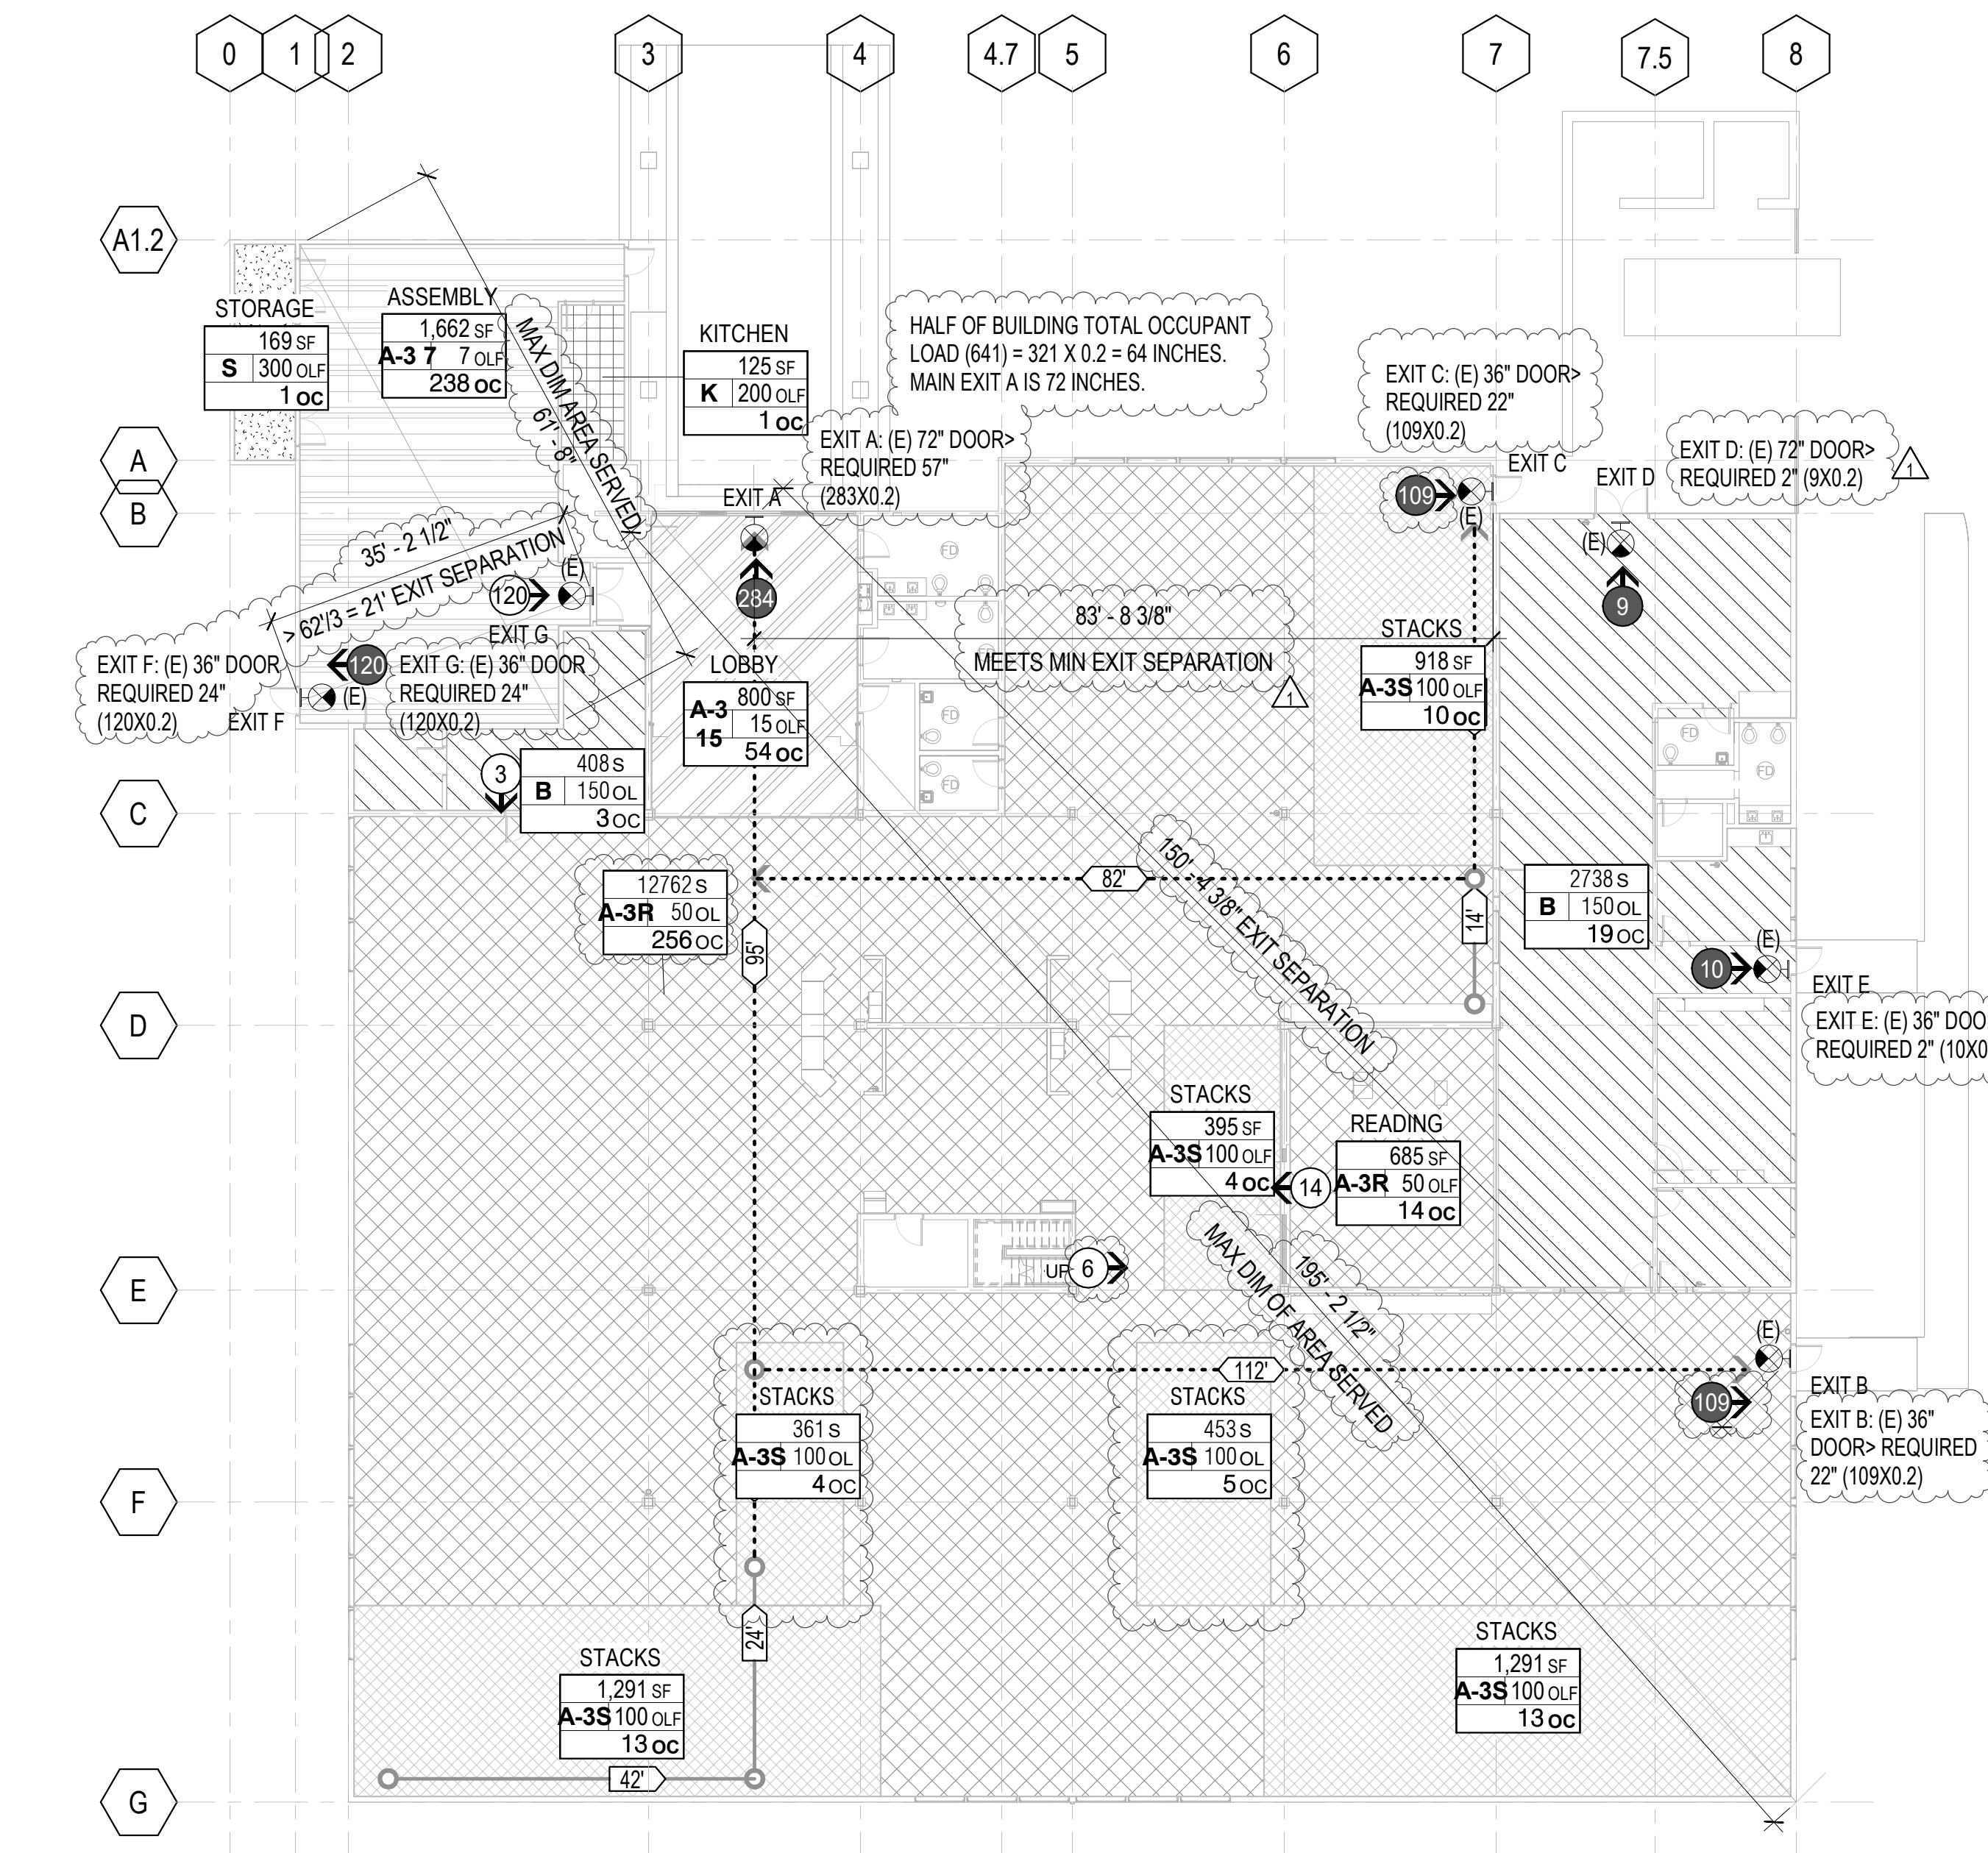 0
1
2
3
4
4.7
5
6
7
7.5
8
A1.2
A
B
C
D
E
F
G
STORAGE
169 SF
S 300 OLF
1 OC
ASSEMBLY
1,662 SF
A-3 7 7 OLF
238 OC
MAX DIM AREA SERVED
61' - 8"
KITCHEN
125 SF
K 200 OLF
1 OC
HALF OF BUILDING TOTAL OCCUPANT
LOAD (641) = 321 X 0.2 = 64 INCHES.
MAIN EXIT A IS 72 INCHES.
EXIT A: (E) 72" DOOR>
REQUIRED 57"
(283X0.2)
EXIT A
284
EXIT C: (E) 36" DOOR>
REQUIRED 22"
(109X0.2)
EXIT C
109
(E)
EXIT D
EXIT D: (E) 72" DOOR>
REQUIRED 2" (9X0.2)
1
(E)
9
35' - 2 1/2"
> 62'/3 = 21' EXIT SEPARATION
(E)
120
EXIT G
EXIT F: (E) 36" DOOR
REQUIRED 24"
(120X0.2)
EXIT F
120
(E)
EXIT G: (E) 36" DOOR
REQUIRED 24"
(120X0.2)
FD
FD
FD
FD
FD
FD
83' - 8 3/8"
MEETS MIN EXIT SEPARATION
1
LOBBY
800 SF
A-3
15
15 OLF
54 OC
STACKS
918 SF
A-3S 100 OLF
10 OC
3
408 S
B 150 OL
3 OC
12762 S
A-3R 50 OL
256 OC
95'
82'
14'
150' - 4 3/8" EXIT SEPARATION
2738 S
B 150 OL
19 OC
(E)
10
EXIT E
EXIT E: (E) 36" DOO
REQUIRED 2" (10X0
STACKS
395 SF
A-3S 100 OLF
4 OC
14
READING
685 SF
A-3R 50 OLF
14 OC
UP
6
MAX DIM OF AREA SERVED
195' - 2 1/2"
112'
(E)
109
EXIT B
EXIT B: (E) 36"
DOOR> REQUIRED
22" (109X0.2)
STACKS
361 S
A-3S 100 OL
4 OC
STACKS
453 S
A-3S 100 OL
5 OC
24'
STACKS
1,291 SF
A-3S 100 OLF
13 OC
42'
STACKS
1,291 SF
A-3S 100 OLF
13 OC